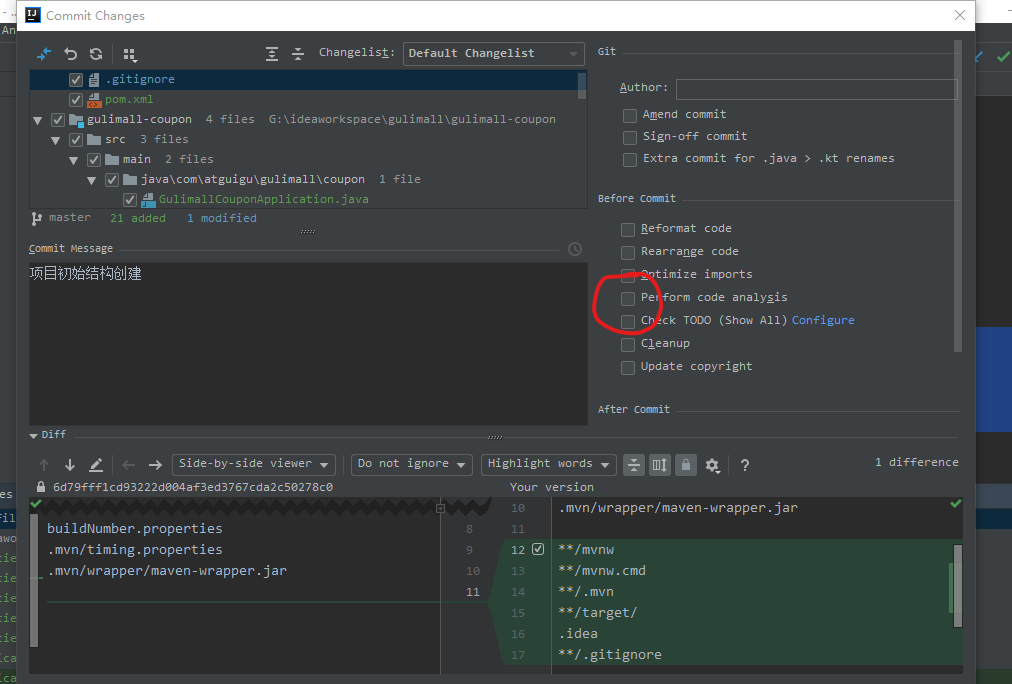 Commit Changes
Changelist: Default Changelist
.gitignore
pom.xml
gulimall-coupon 4 files G:\ideaworkspace\gulimall\gulimall-coupon
src 3 files
main 2 files
java\com\atguigu\gulimall\coupon 1 file
GulimallCouponApplication.java
master 21 added 1 modified
Commit Message
项目初始结构创建
Git
Author:
Amend commit
Sign-off commit
Extra commit for .java > .kt renames
Before Commit
Reformat code
Rearrange code
Optimize imports
Perform code analysis
Check TODO (Show All) Configure
Cleanup
Update copyright
After Commit
Diff
Side-by-side viewer Do not ignore Highlight words ? 1 difference
6d79fff1cd93222d004af3ed3767cda2c50278c0 Your version
buildNumber.properties 8
.mvn/timing.properties 9
.mvn/wrapper/maven-wrapper.jar 10
11
10 .mvn/wrapper/maven-wrapper.jar
11
12 **/mvnw
13 **/mvnw.cmd
14 **/.mvn
15 **/target/
16 .idea
17 **/.gitignore